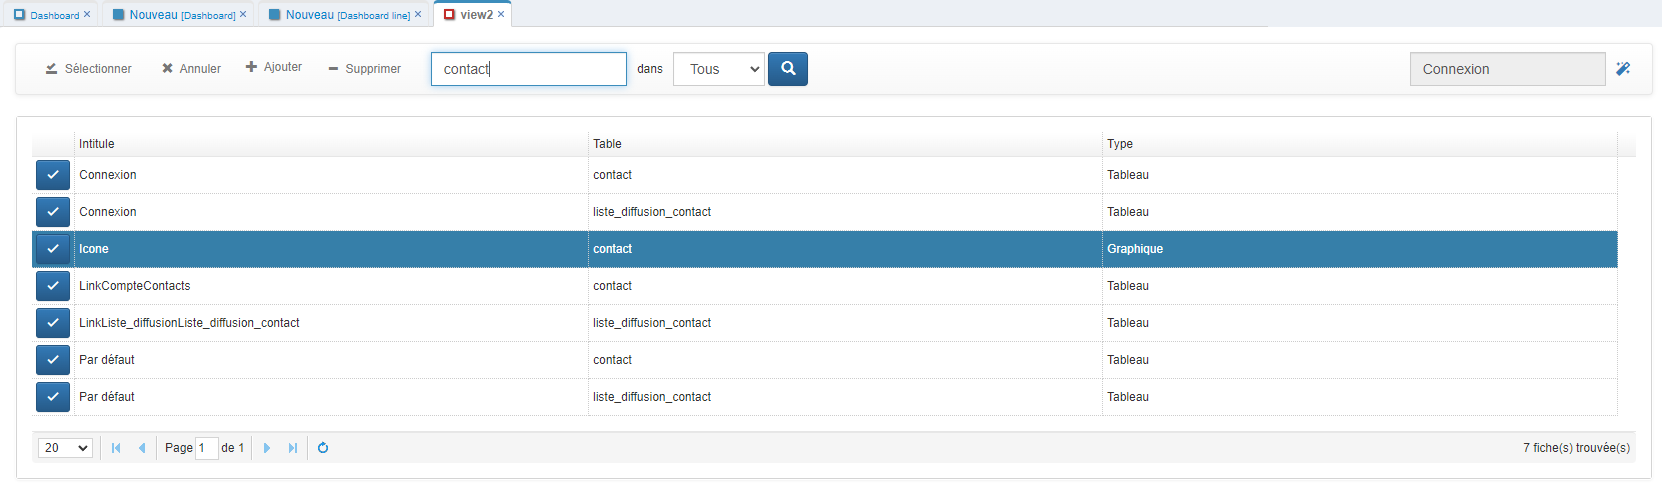 Dashboard × Nouveau [Dashboard] × Nouveau [Dashboard line] × view2 ×
Sélectionner Annuler Ajouter Supprimer contact dans Tous Connexion
Intitule Table Type
Connexion contact Tableau
Connexion liste_diffusion_contact Tableau
Icone contact Graphique
LinkCompteContacts contact Tableau
LinkListe_diffusionListe_diffusion_contact liste_diffusion_contact Tableau
Par défaut contact Tableau
Par défaut liste_diffusion_contact Tableau
20 Page 1 de 1 7 fiche(s) trouvée(s)